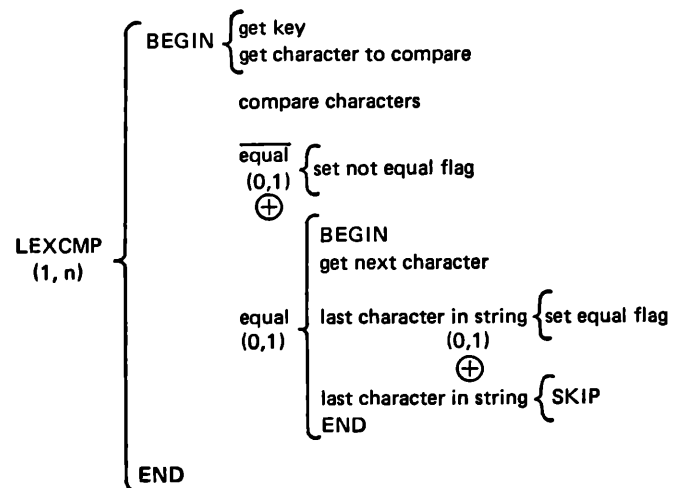 BEGIN
get key
get character to compare
compare characters
equal
(0,1)
⊕
set not equal flag
LEXCMP
(1, n)
equal
(0,1)
BEGIN
get next character
last character in string
(0,1)
⊕
set equal flag
last character in string
SKIP
END
END